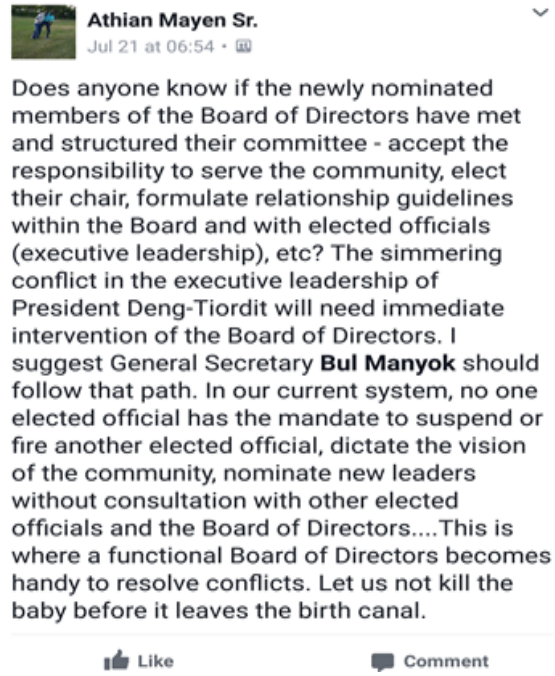 Athian Mayen Sr.
Jul 21 at 06:54 •
Does anyone know if the newly nominated
members of the Board of Directors have met
and structured their committee - accept the
responsibility to serve the community, elect
their chair, formulate relationship guidelines
within the Board and with elected officials
(executive leadership), etc? The simmering
conflict in the executive leadership of
President Deng-Tiordit will need immediate
intervention of the Board of Directors. I
suggest General Secretary Bul Manyok should
follow that path. In our current system, no one
elected official has the mandate to suspend or
fire another elected official, dictate the vision
of the community, nominate new leaders
without consultation with other elected
officials and the Board of Directors....This is
where a functional Board of Directors becomes
handy to resolve conflicts. Let us not kill the
baby before it leaves the birth canal.
Like Comment